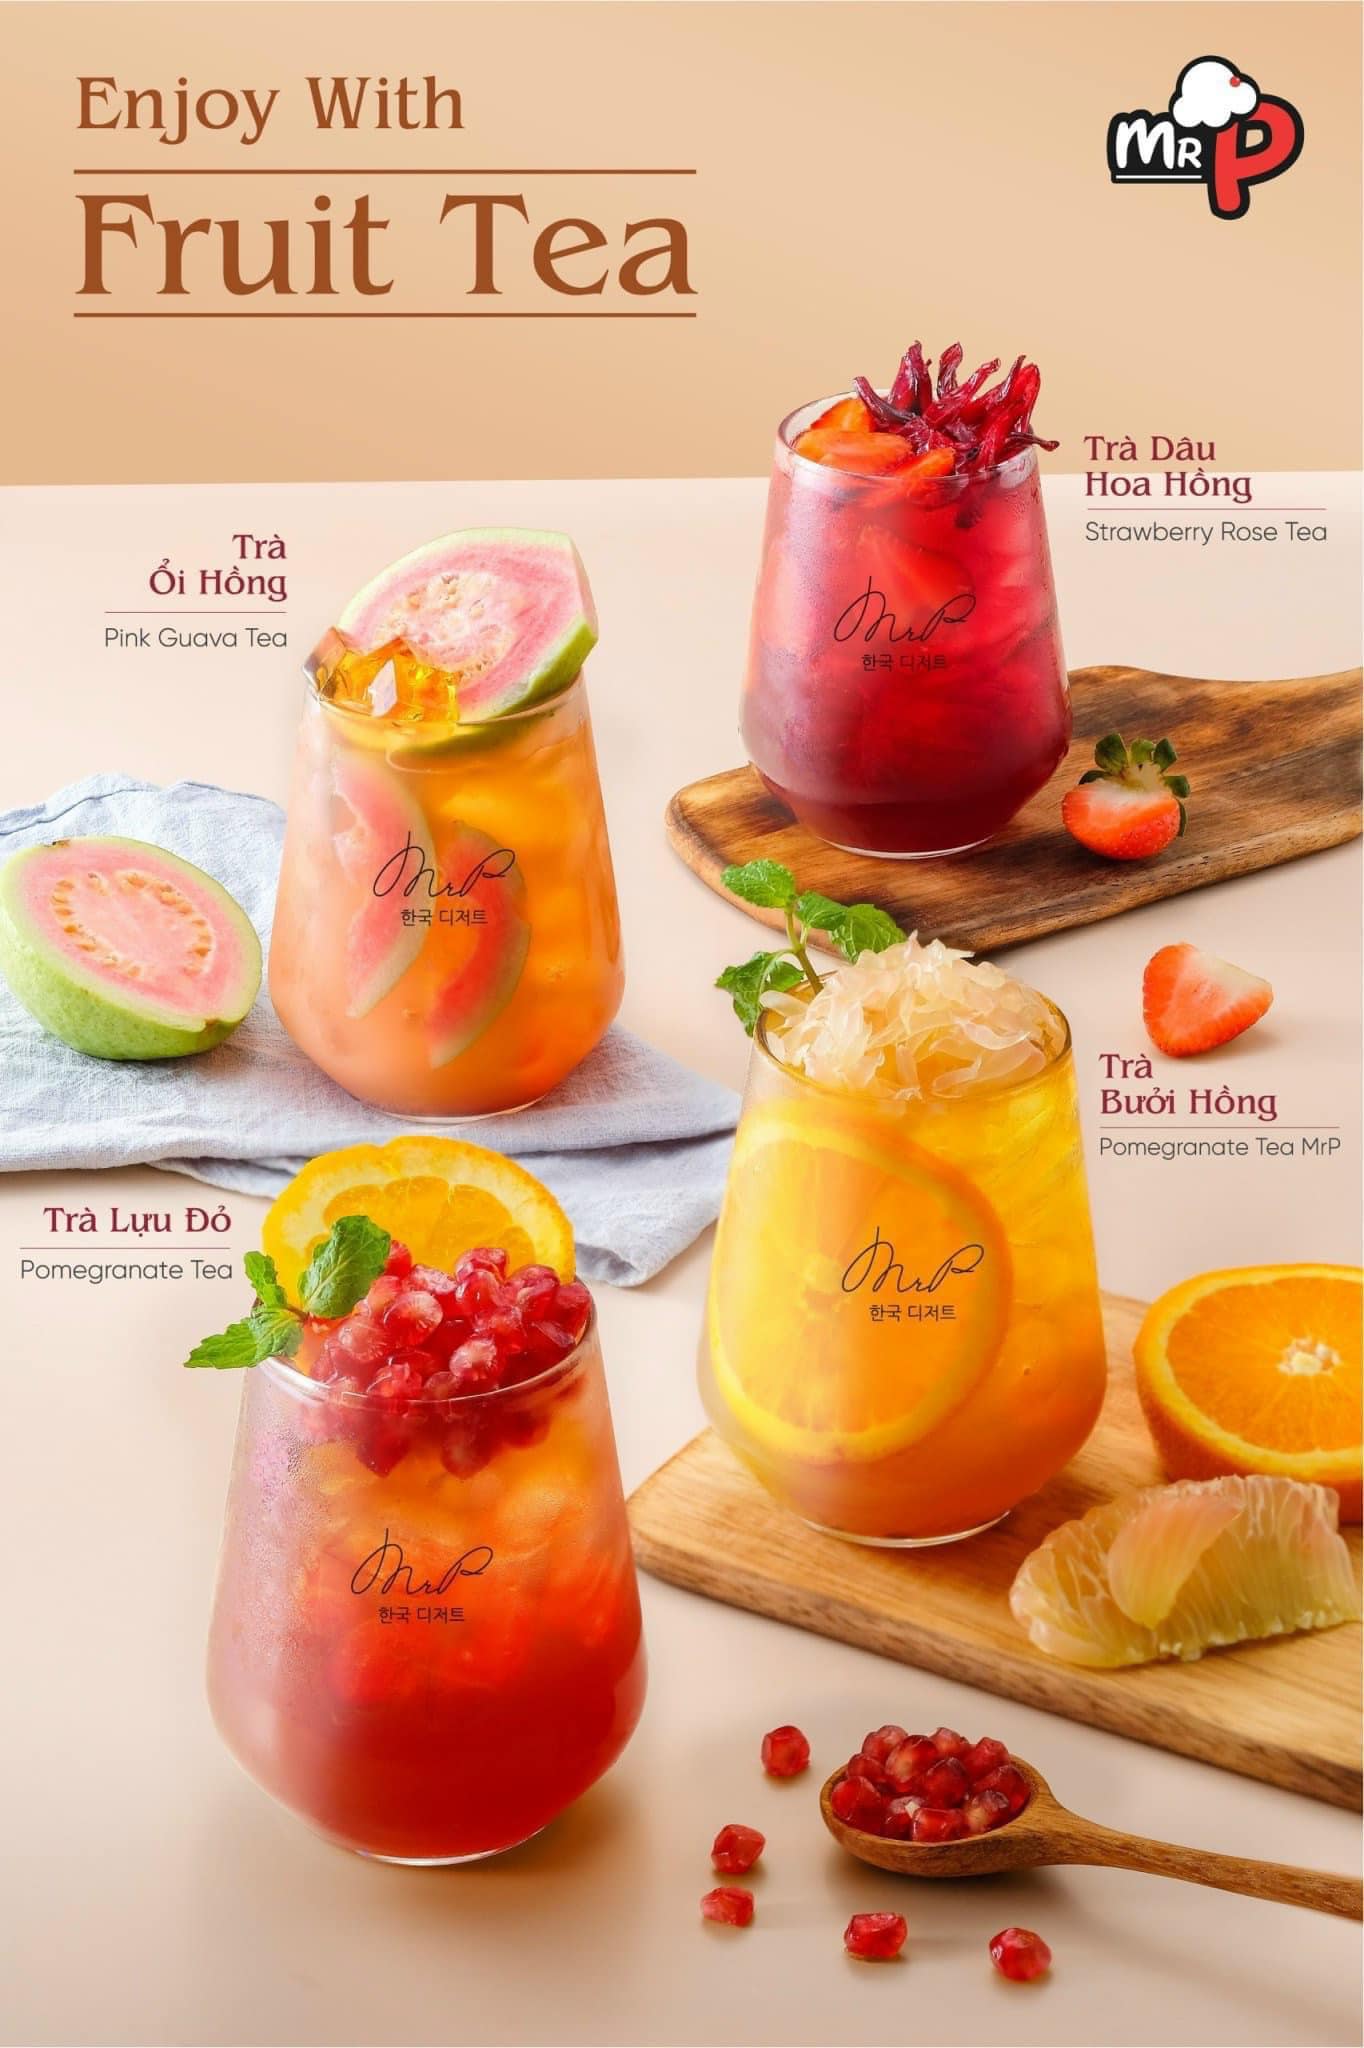 Enjoy With
Fruit Tea
MR P
Trà Dâu
Hoa Hồng
Strawberry Rose Tea
Trà
Ổi Hồng
Pink Guava Tea
MrP
한국 디저트
MrP
한국 디저트
Trà
Bưởi Hồng
Pomegranate Tea MrP
Trà Lựu Đỏ
Pomegranate Tea
MrP
한국 디저트
MrP
한국 디저트